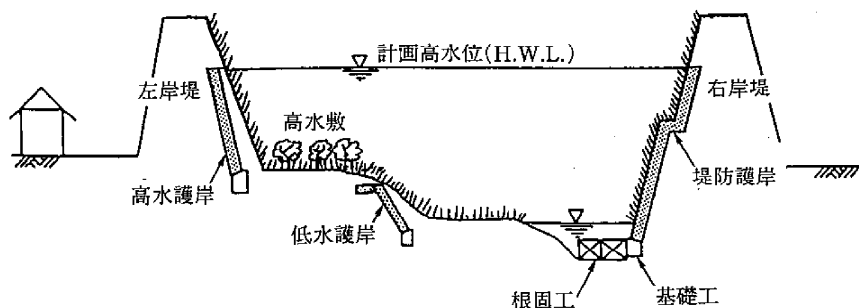 計画高水位(H.W.L.)
左岸堤
右岸堤
高水敷
堤防護岸
高水護岸
低水護岸
根固工
基礎工